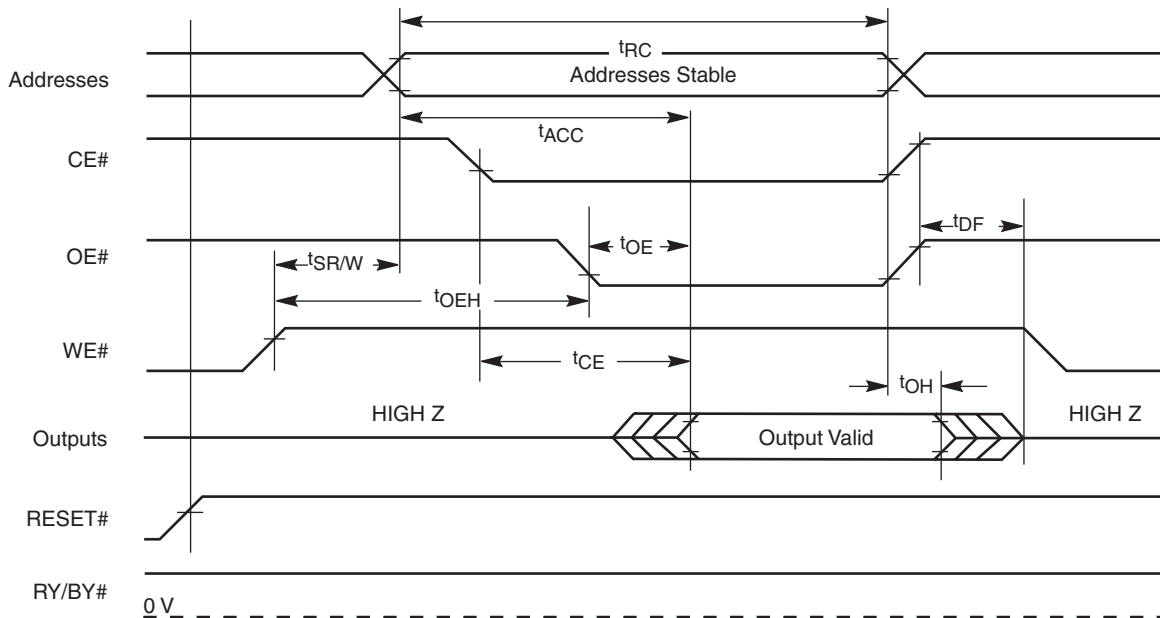 tRC
Addresses
Addresses Stable
tACC
CE#
tDF
tOE
OE#
tSR/W
tOEH
WE#
tCE
tOH
HIGH Z
HIGH Z
Outputs
Output Valid
RESET#
RY/BY#
0 V